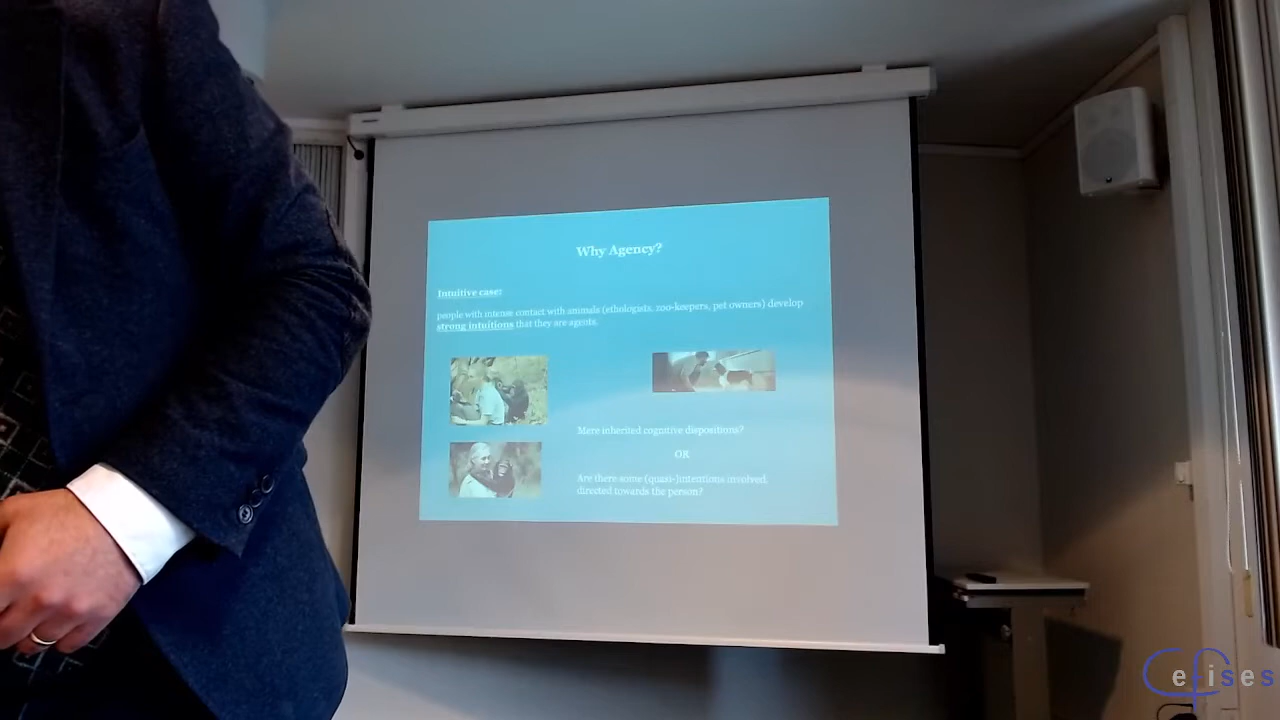 Why Agency?
Intuitive case:
people with intense contact with animals (ethologists, zoo-keepers, pet owners) develop
strong intuitions that they are agents.
Mere inherited cognitive dispositions?
OR
Are there some (quasi-)intentions involved,
directed towards the person?
Cefises